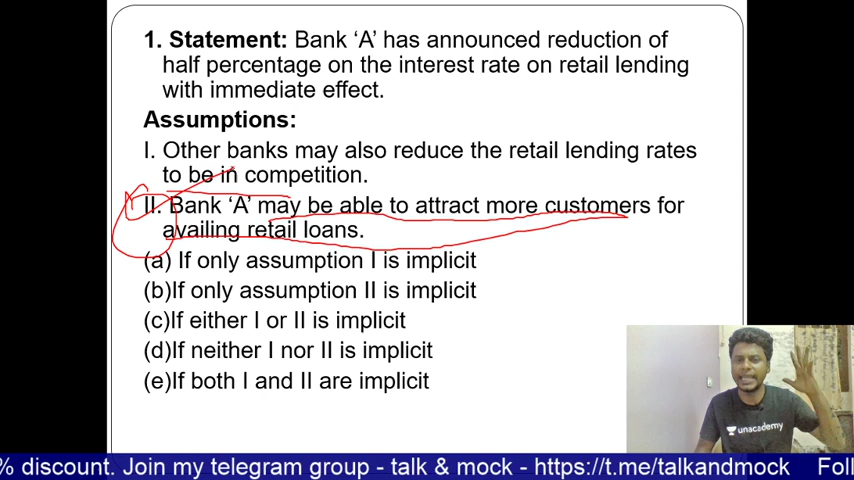 1. Statement: Bank ‘A’ has announced reduction of
half percentage on the interest rate on retail lending
with immediate effect.
Assumptions:
I. Other banks may also reduce the retail lending rates
to be in competition.
II. Bank ‘A’ may be able to attract more customers for
availing retail loans.
(a) If only assumption I is implicit
(b)If only assumption II is implicit
(c)If either I or II is implicit
(d)If neither I nor II is implicit
(e)If both I and II are implicit
unacademy
% discount. Join my telegram group - talk & mock - https://t.me/talkandmock Foll